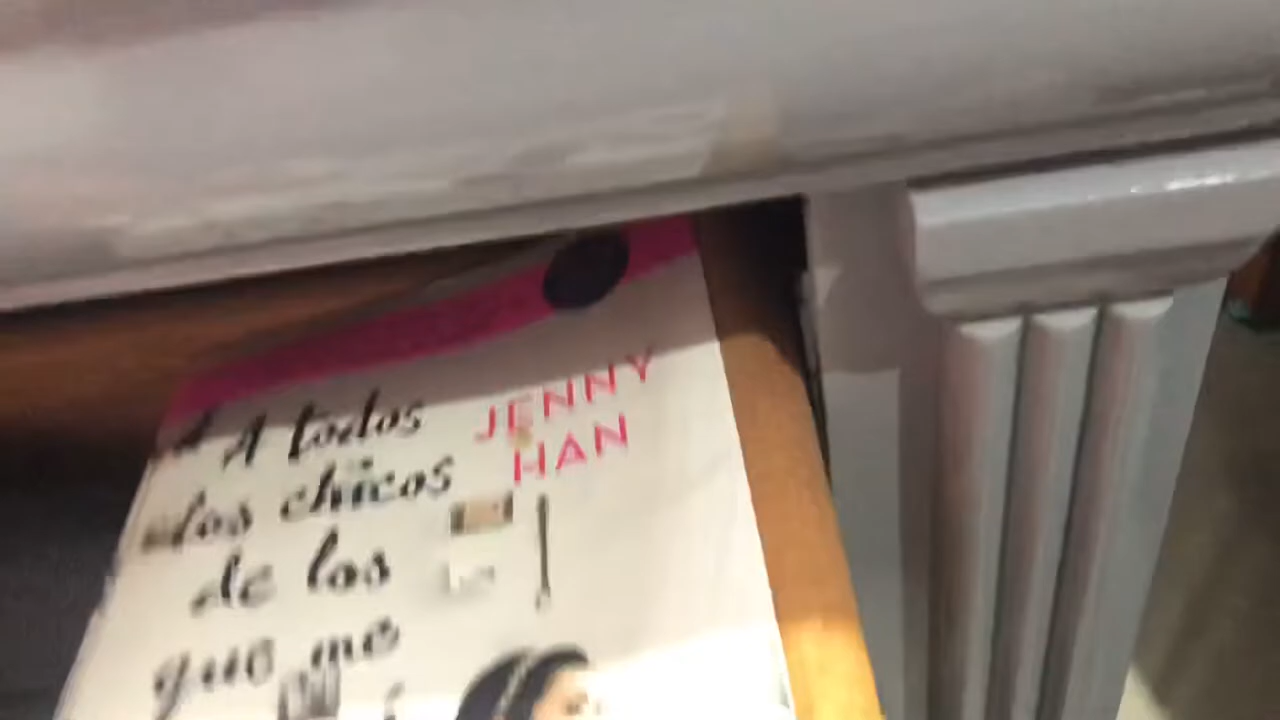 A todos
los chicos
de los
que me
JENNY
HAN